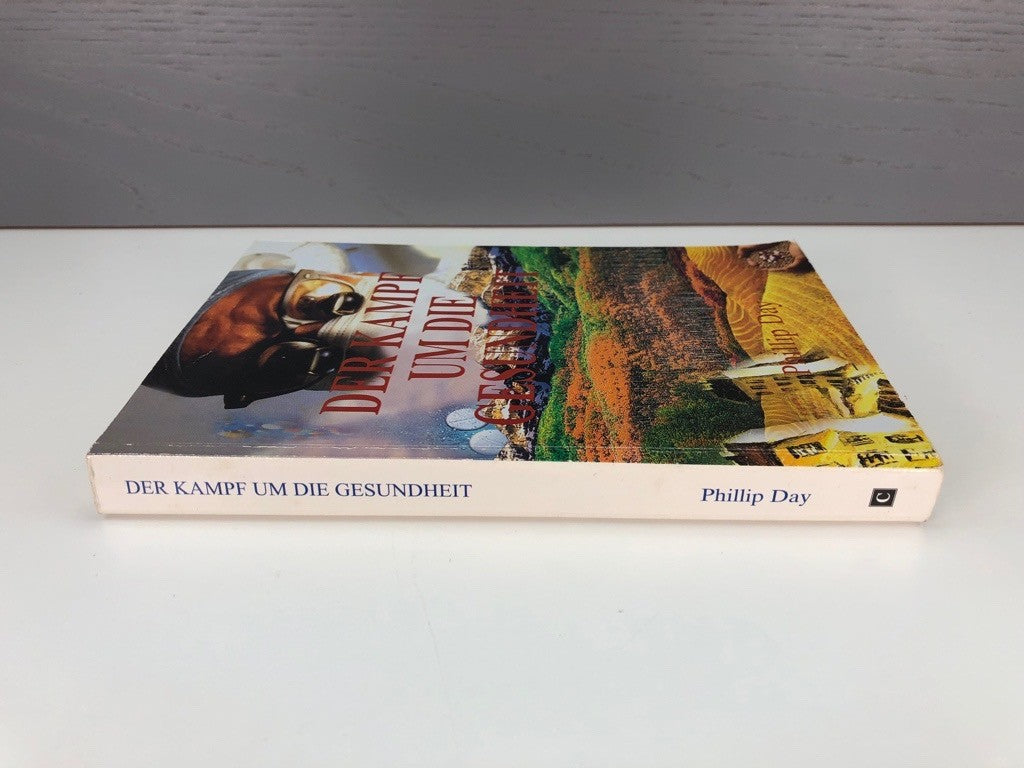 DER KAMPF
UM DIE
GESUNDHEIT
Phillip Day
DER KAMPF UM DIE GESUNDHEIT
Phillip Day
C